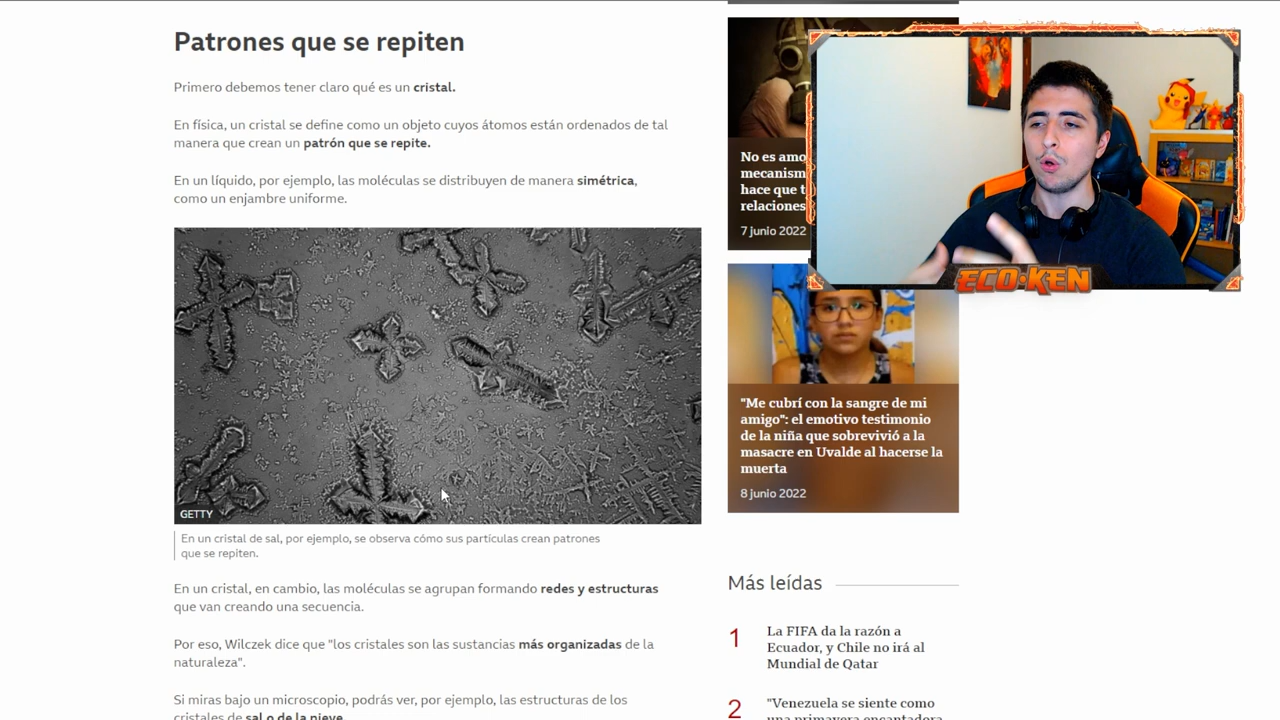 Patrones que se repiten
Primero debemos tener claro qué es un cristal.
En física, un cristal se define como un objeto cuyos átomos están ordenados de tal
manera que crean un patrón que se repite.
En un líquido, por ejemplo, las moléculas se distribuyen de manera simétrica,
como un enjambre uniforme.
GETTY
En un cristal de sal, por ejemplo, se observa cómo sus partículas crean patrones
que se repiten.
En un cristal, en cambio, las moléculas se agrupan formando redes y estructuras
que van creando una secuencia.
Por eso, Wilczek dice que "los cristales son las sustancias más organizadas de la
naturaleza".
Si miras bajo un microscopio, podrás ver, por ejemplo, las estructuras de los
cristales de sal o de la nieve.
No es amo
mecanism
hace que t
relaciones
7 junio 2022
ECO·KEN
"Me cubrí con la sangre de mi
amigo": el emotivo testimonio
de la niña que sobrevivió a la
masacre en Uvalde al hacerse la
muerta
8 junio 2022
Más leídas
1 La FIFA da la razón a
Ecuador, y Chile no irá al
Mundial de Qatar
2 "Venezuela se siente como
una primavera encantadora